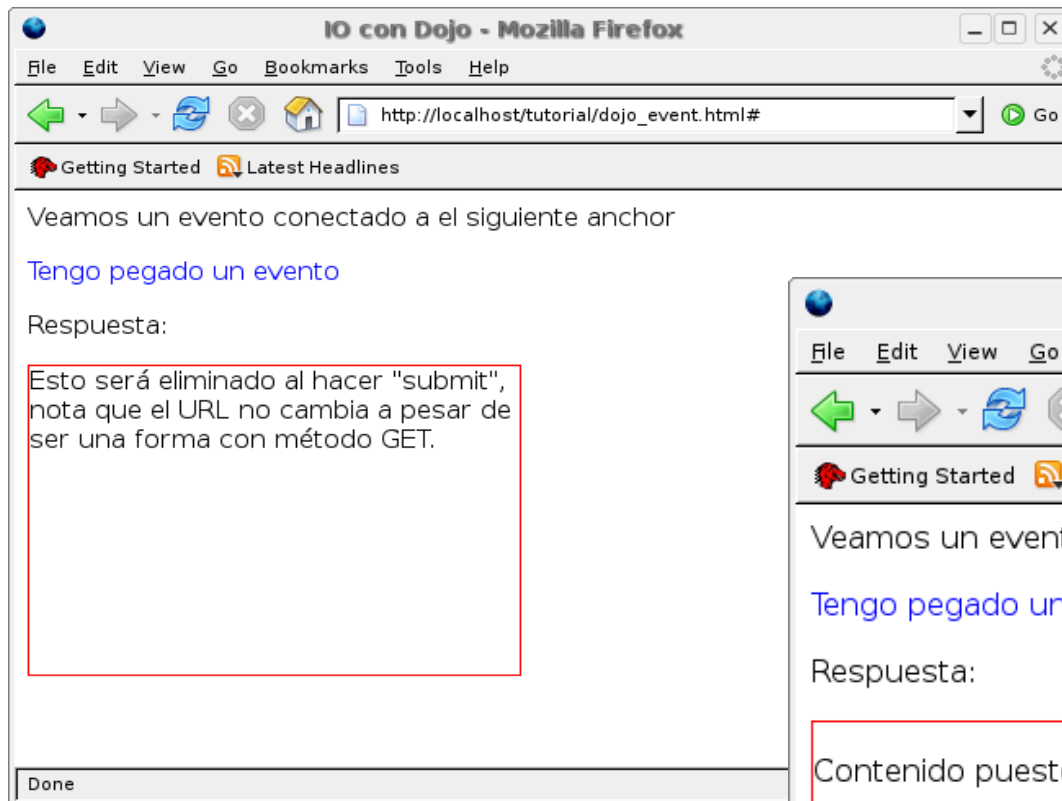 IO con Dojo - Mozilla Firefox
File Edit View Go Bookmarks Tools Help
http://localhost/tutorial/dojo_event.html# Go
Getting Started Latest Headlines
Veamos un evento conectado a el siguiente anchor
Tengo pegado un evento
Respuesta:
Esto será eliminado al hacer "submit",
nota que el URL no cambia a pesar de
ser una forma con método GET.
Done
File Edit View Go
Getting Started
Veamos un event
Tengo pegado un
Respuesta:
Contenido puesto